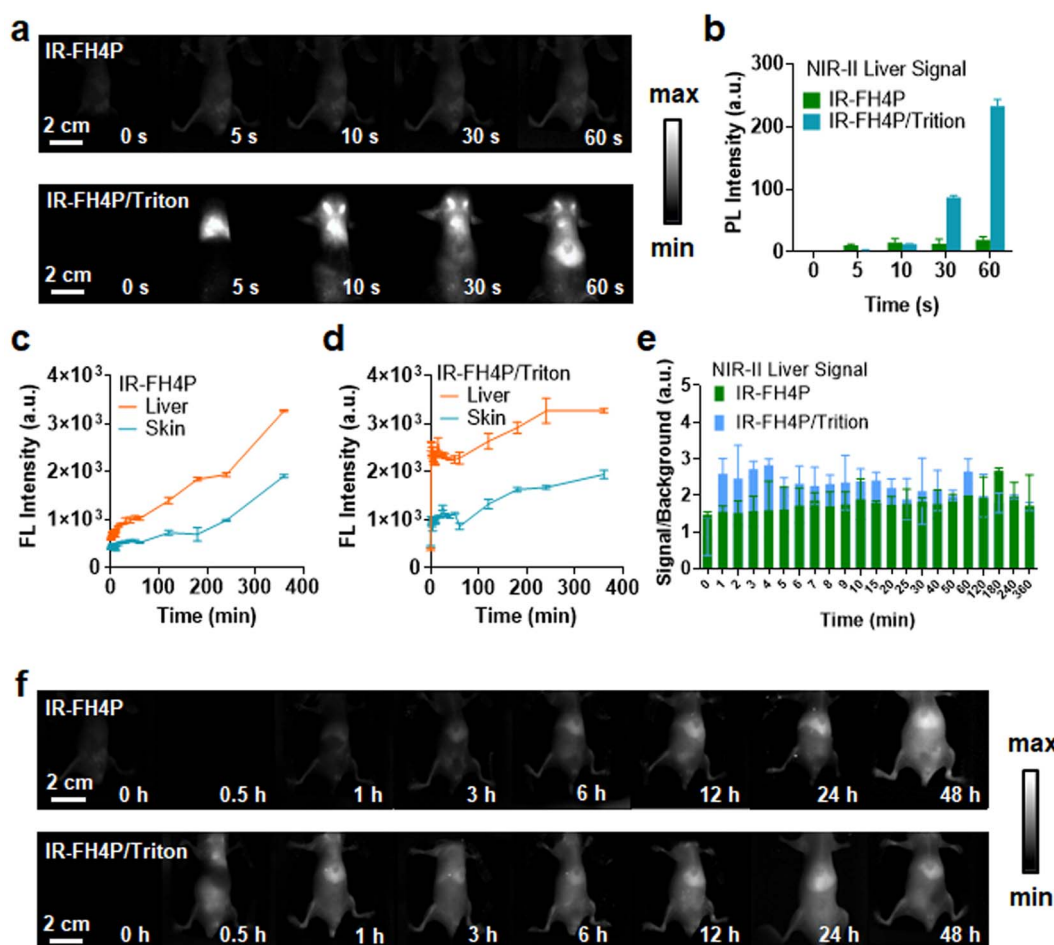 a
IR-FH4P
2 cm
0 s
5 s
10 s
30 s
60 s
IR-FH4P/Triton
2 cm
0 s
5 s
10 s
30 s
60 s
max
min
b
300
200
100
0
PL Intensity (a.u.)
NIR-II Liver Signal
IR-FH4P
IR-FH4P/Trition
0 5 10 30 60
Time (s)
c
4×10³
3×10³
2×10³
1×10³
0
FL Intensity (a.u.)
IR-FH4P
Liver
Skin
0 100 200 300 400
Time (min)
d
4×10³
3×10³
2×10³
1×10³
0
FL Intensity (a.u.)
IR-FH4P/Triton
Liver
Skin
0 100 200 300 400
Time (min)
e
NIR-II Liver Signal
IR-FH4P
IR-FH4P/Trition
5
4
3
2
1
0
Signal/Background (a.u.)
0 1 2 3 4 5 6 7 8 9 10 15 20 25 30 40 50 60 120 180 240 360
Time (min)
f
IR-FH4P
2 cm
0 h
0.5 h
1 h
3 h
6 h
12 h
24 h
48 h
IR-FH4P/Triton
2 cm
0 h
0.5 h
1 h
3 h
6 h
12 h
24 h
48 h
max
min